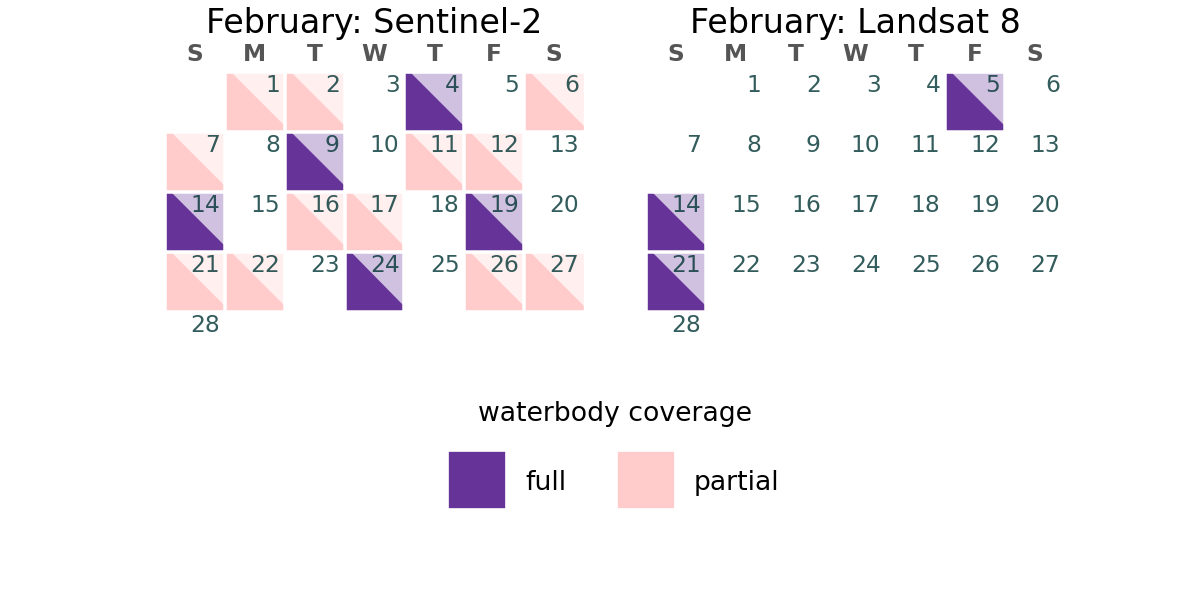 February: Sentinel-2
S M T W T F S
1 2 3 4 5 6
7 8 9 10 11 12 13
14 15 16 17 18 19 20
21 22 23 24 25 26 27
28
February: Landsat 8
S M T W T F S
1 2 3 4 5 6
7 8 9 10 11 12 13
14 15 16 17 18 19 20
21 22 23 24 25 26 27
28
waterbody coverage
full partial